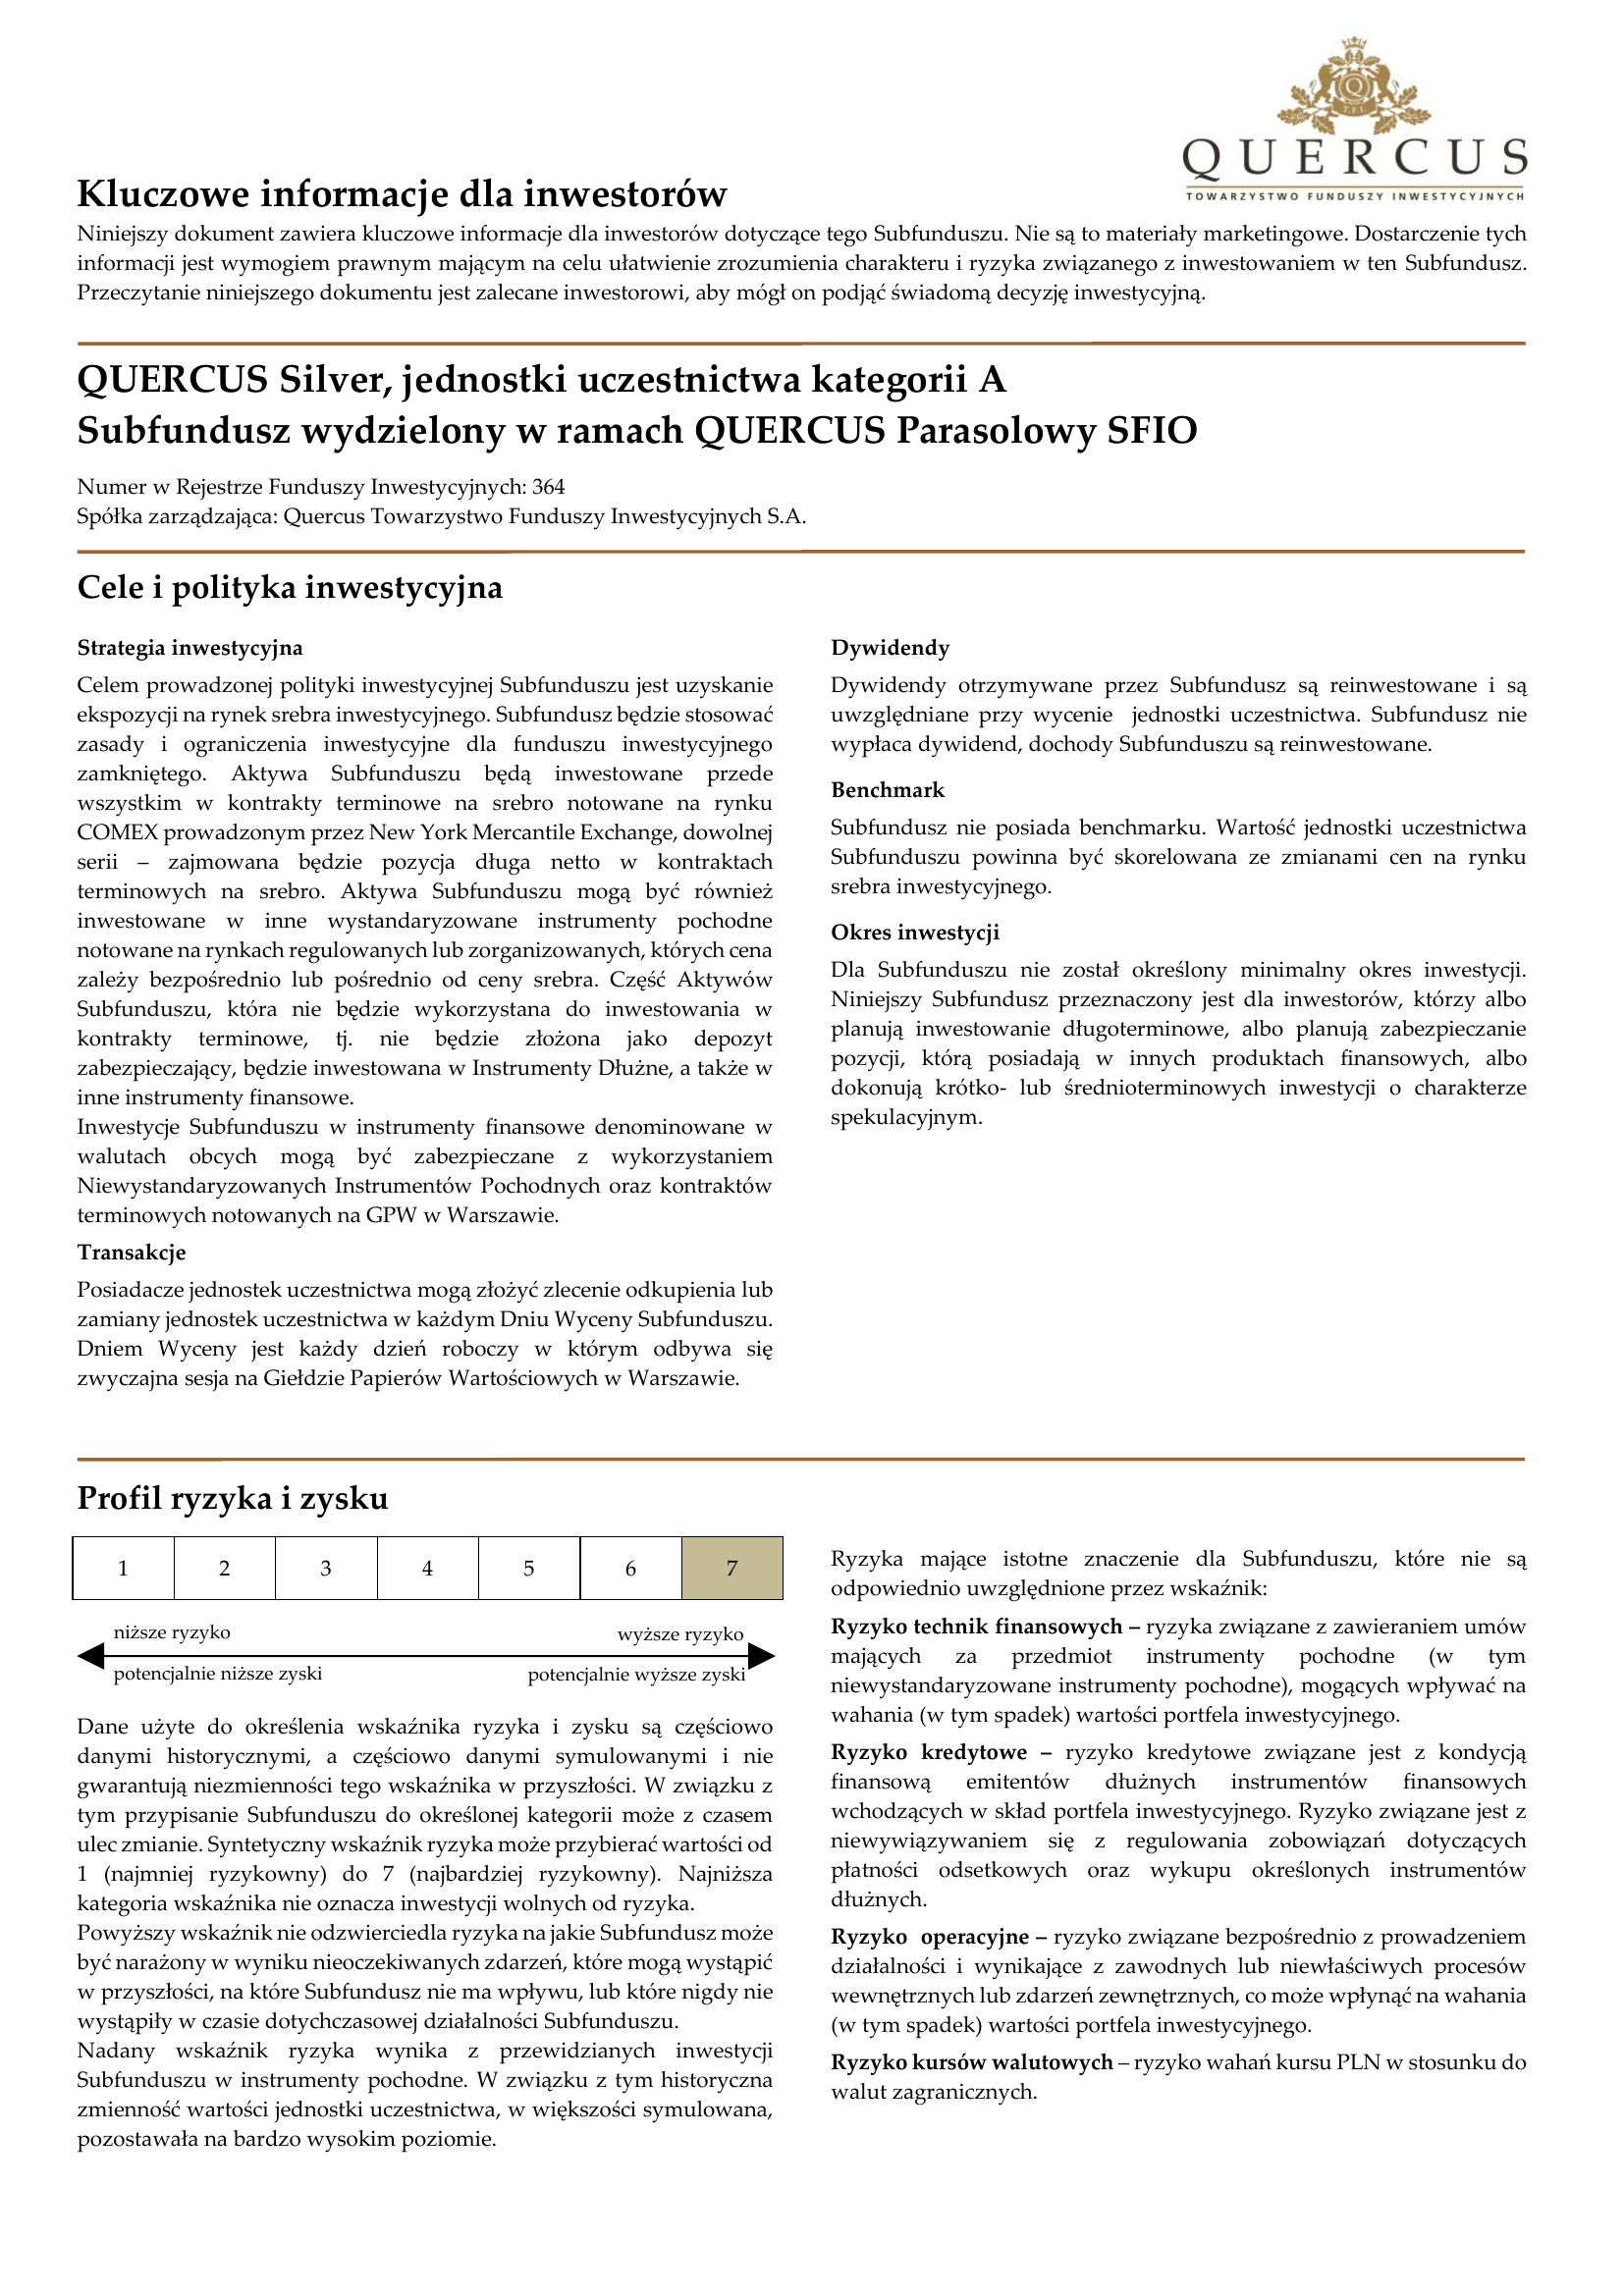 QUERCUS
TOWARZYSTWO FUNDUSZY INWESTYCYJNYCH
Kluczowe informacje dla inwestorów
Niniejszy dokument zawiera kluczowe informacje dla inwestorów dotyczące tego Subfunduszu. Nie są to materiały marketingowe. Dostarczenie tych
informacji jest wymogiem prawnym mającym na celu ułatwienie zrozumienia charakteru i ryzyka związanego z inwestowaniem w ten Subfundusz.
Przeczytanie niniejszego dokumentu jest zalecane inwestorowi, aby mógł on podjąć świadomą decyzję inwestycyjną.
QUERCUS Silver, jednostki uczestnictwa kategorii A
Subfundusz wydzielony w ramach QUERCUS Parasolowy SFIO
Numer w Rejestrze Funduszy Inwestycyjnych: 364
Spółka zarządzająca: Quercus Towarzystwo Funduszy Inwestycyjnych S.A.
Cele i polityka inwestycyjna
Strategia inwestycyjna
Celem prowadzonej polityki inwestycyjnej Subfunduszu jest uzyskanie
ekspozycji na rynek srebra inwestycyjnego. Subfundusz będzie stosować
zasady i ograniczenia inwestycyjne dla funduszu inwestycyjnego
zamkniętego. Aktywa Subfunduszu będą inwestowane przede
wszystkim w kontrakty terminowe na srebro notowane na rynku
COMEX prowadzonym przez New York Mercantile Exchange, dowolnej
serii – zajmowana będzie pozycja długa netto w kontraktach
terminowych na srebro. Aktywa Subfunduszu mogą być również
inwestowane w inne wystandaryzowane instrumenty pochodne
notowane na rynkach regulowanych lub zorganizowanych, których cena
zależy bezpośrednio lub pośrednio od ceny srebra. Część Aktywów
Subfunduszu, która nie będzie wykorzystana do inwestowania w
kontrakty terminowe, tj. nie będzie złożona jako depozyt
zabezpieczający, będzie inwestowana w Instrumenty Dłużne, a także w
inne instrumenty finansowe.
Inwestycje Subfunduszu w instrumenty finansowe denominowane w
walutach obcych mogą być zabezpieczane z wykorzystaniem
Niewystandaryzowanych Instrumentów Pochodnych oraz kontraktów
terminowych notowanych na GPW w Warszawie.
Transakcje
Posiadacze jednostek uczestnictwa mogą złożyć zlecenie odkupienia lub
zamiany jednostek uczestnictwa w każdym Dniu Wyceny Subfunduszu.
Dniem Wyceny jest każdy dzień roboczy w którym odbywa się
zwyczajna sesja na Giełdzie Papierów Wartościowych w Warszawie.
Dywidendy
Dywidendy otrzymywane przez Subfundusz są reinwestowane i są
uwzględniane przy wycenie jednostki uczestnictwa. Subfundusz nie
wypłaca dywidend, dochody Subfunduszu są reinwestowane.
Benchmark
Subfundusz nie posiada benchmarku. Wartość jednostki uczestnictwa
Subfunduszu powinna być skorelowana ze zmianami cen na rynku
srebra inwestycyjnego.
Okres inwestycji
Dla Subfunduszu nie został określony minimalny okres inwestycji.
Niniejszy Subfundusz przeznaczony jest dla inwestorów, którzy albo
planują inwestowanie długoterminowe, albo planują zabezpieczanie
pozycji, którą posiadają w innych produktach finansowych, albo
dokonują krótko- lub średnioterminowych inwestycji o charakterze
spekulacyjnym.
Profil ryzyka i zysku
1 2 3 4 5 6 7
niższe ryzyko wyższe ryzyko
potencjalnie niższe zyski potencjalnie wyższe zyski
Dane użyte do określenia wskaźnika ryzyka i zysku są częściowo
danymi historycznymi, a częściowo danymi symulowanymi i nie
gwarantują niezmienności tego wskaźnika w przyszłości. W związku z
tym przypisanie Subfunduszu do określonej kategorii może z czasem
ulec zmianie. Syntetyczny wskaźnik ryzyka może przybierać wartości od
1 (najmniej ryzykowny) do 7 (najbardziej ryzykowny). Najniższa
kategoria wskaźnika nie oznacza inwestycji wolnych od ryzyka.
Powyższy wskaźnik nie odzwierciedla ryzyka na jakie Subfundusz może
być narażony w wyniku nieoczekiwanych zdarzeń, które mogą wystąpić
w przyszłości, na które Subfundusz nie ma wpływu, lub które nigdy nie
wystąpiły w czasie dotychczasowej działalności Subfunduszu.
Nadany wskaźnik ryzyka wynika z przewidzianych inwestycji
Subfunduszu w instrumenty pochodne. W związku z tym historyczna
zmienność wartości jednostki uczestnictwa, w większości symulowana,
pozostawała na bardzo wysokim poziomie.
Ryzyka mające istotne znaczenie dla Subfunduszu, które nie są
odpowiednio uwzględnione przez wskaźnik:
Ryzyko technik finansowych – ryzyka związane z zawieraniem umów
mających za przedmiot instrumenty pochodne (w tym
niewystandaryzowane instrumenty pochodne), mogących wpływać na
wahania (w tym spadek) wartości portfela inwestycyjnego.
Ryzyko kredytowe – ryzyko kredytowe związane jest z kondycją
finansową emitentów dłużnych instrumentów finansowych
wchodzących w skład portfela inwestycyjnego. Ryzyko związane jest z
niewywiązywaniem się z regulowania zobowiązań dotyczących
płatności odsetkowych oraz wykupu określonych instrumentów
dłużnych.
Ryzyko operacyjne – ryzyko związane bezpośrednio z prowadzeniem
działalności i wynikające z zawodnych lub niewłaściwych procesów
wewnętrznych lub zdarzeń zewnętrznych, co może wpłynąć na wahania
(w tym spadek) wartości portfela inwestycyjnego.
Ryzyko kursów walutowych – ryzyko wahań kursu PLN w stosunku do
walut zagranicznych.